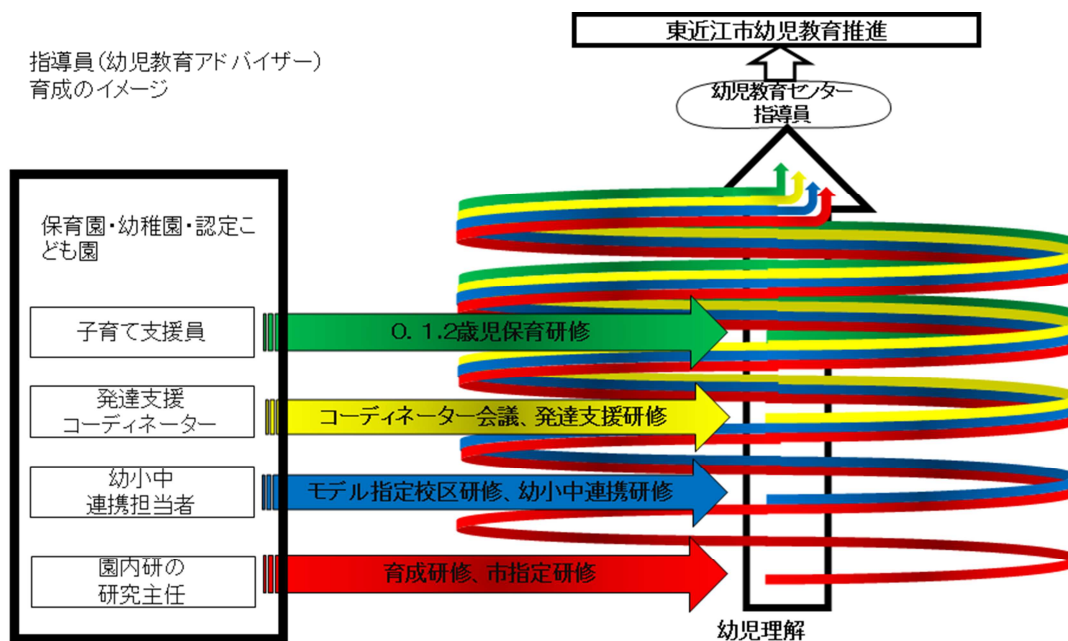 東近江市幼児教育推進
指導員(幼児教育アドバイザー)
育成のイメージ
幼児教育センター
指導員
保育園・幼稚園・認定こ
ども園
子育て支援員
0.1.2歳児保育研修
発達支援
コーディネーター
コーディネーター会議、発達支援研修
幼小中
連携担当者
モデル指定校区研修、幼小中連携研修
園内研の
研究主任
育成研修、市指定研修
幼児理解